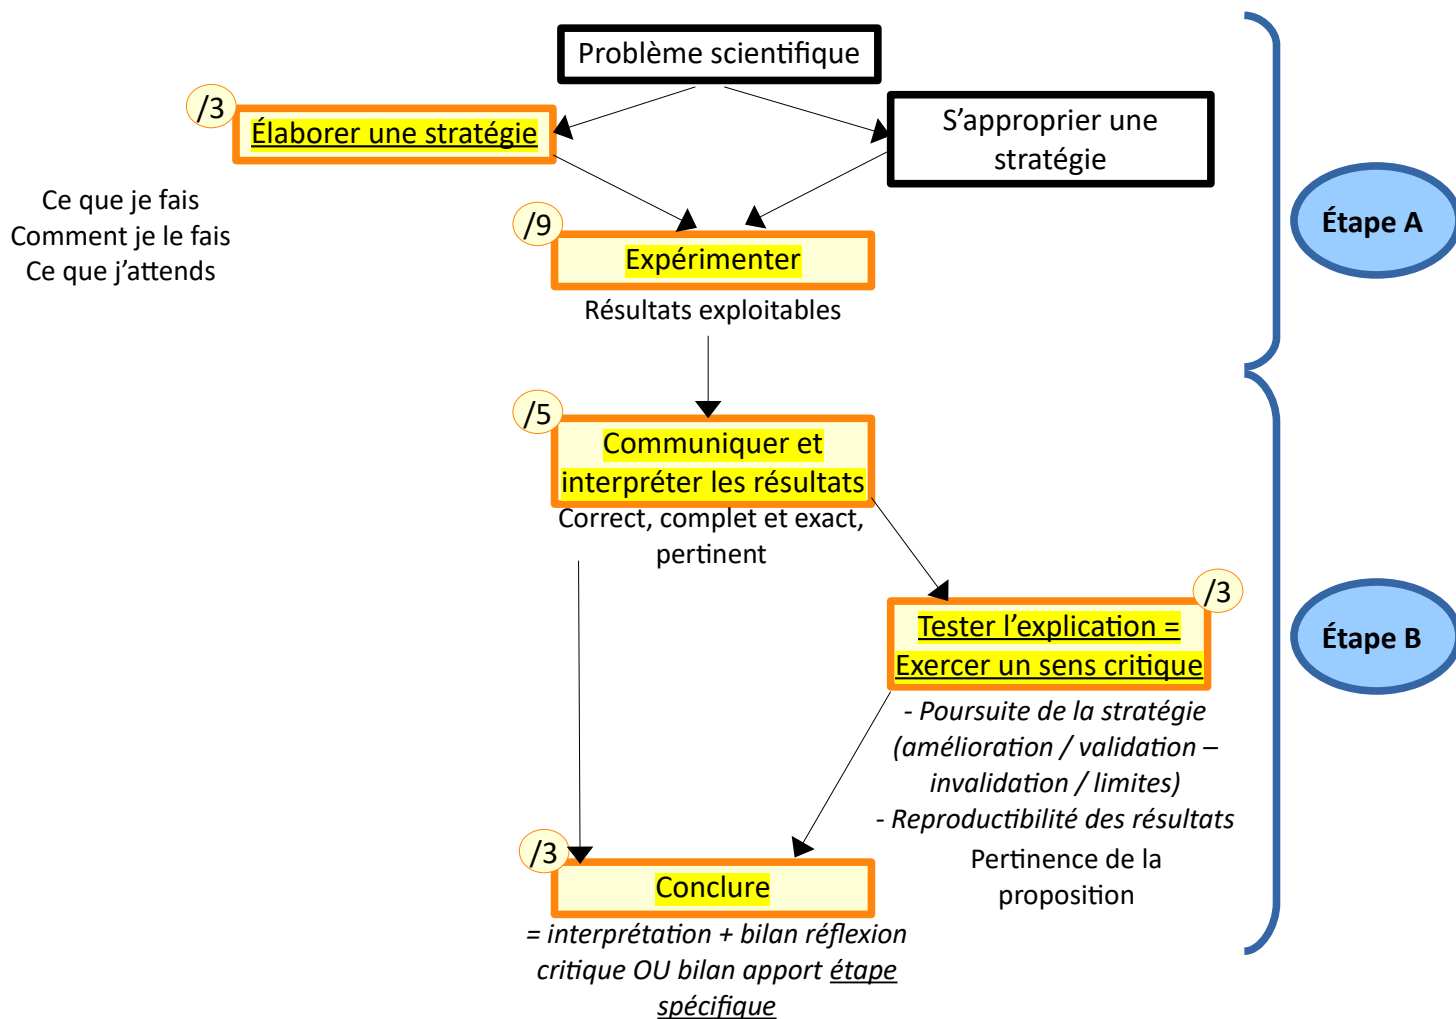 Problème scientifique
/3
Élaborer une stratégie
S’approprier une
stratégie
Ce que je fais
Comment je le fais
Ce que j’attends
/9
Expérimenter
Résultats exploitables
Étape A
/5
Communiquer et
interpréter les résultats
Correct, complet et exact,
pertinent
/3
Tester l’explication =
Exercer un sens critique
- Poursuite de la stratégie
(amélioration / validation –
invalidation / limites)
- Reproductibilité des résultats
Pertinence de la
proposition
Étape B
/3
Conclure
= interprétation + bilan réflexion
critique OU bilan apport étape
spécifique